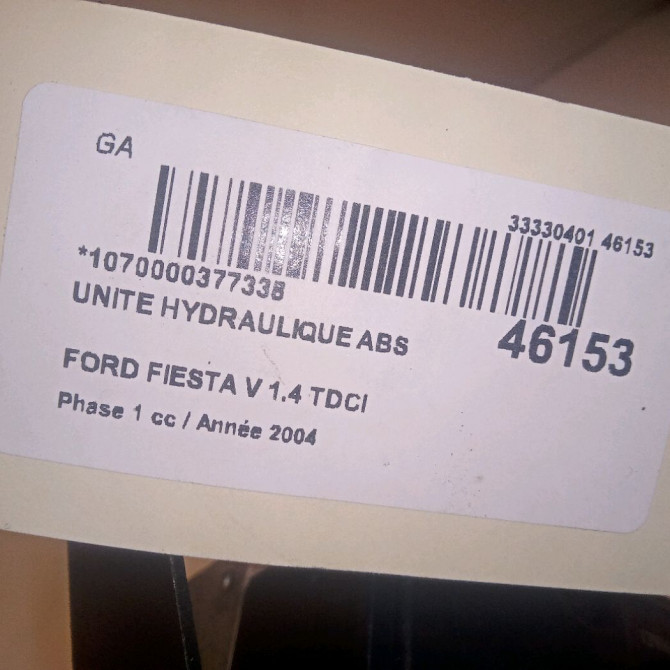 GA
33330401 46153
*1070000377338
46153
UNITE HYDRAULIQUE ABS
FORD FIESTA V 1.4 TDCI
Phase 1 cc / Année 2004